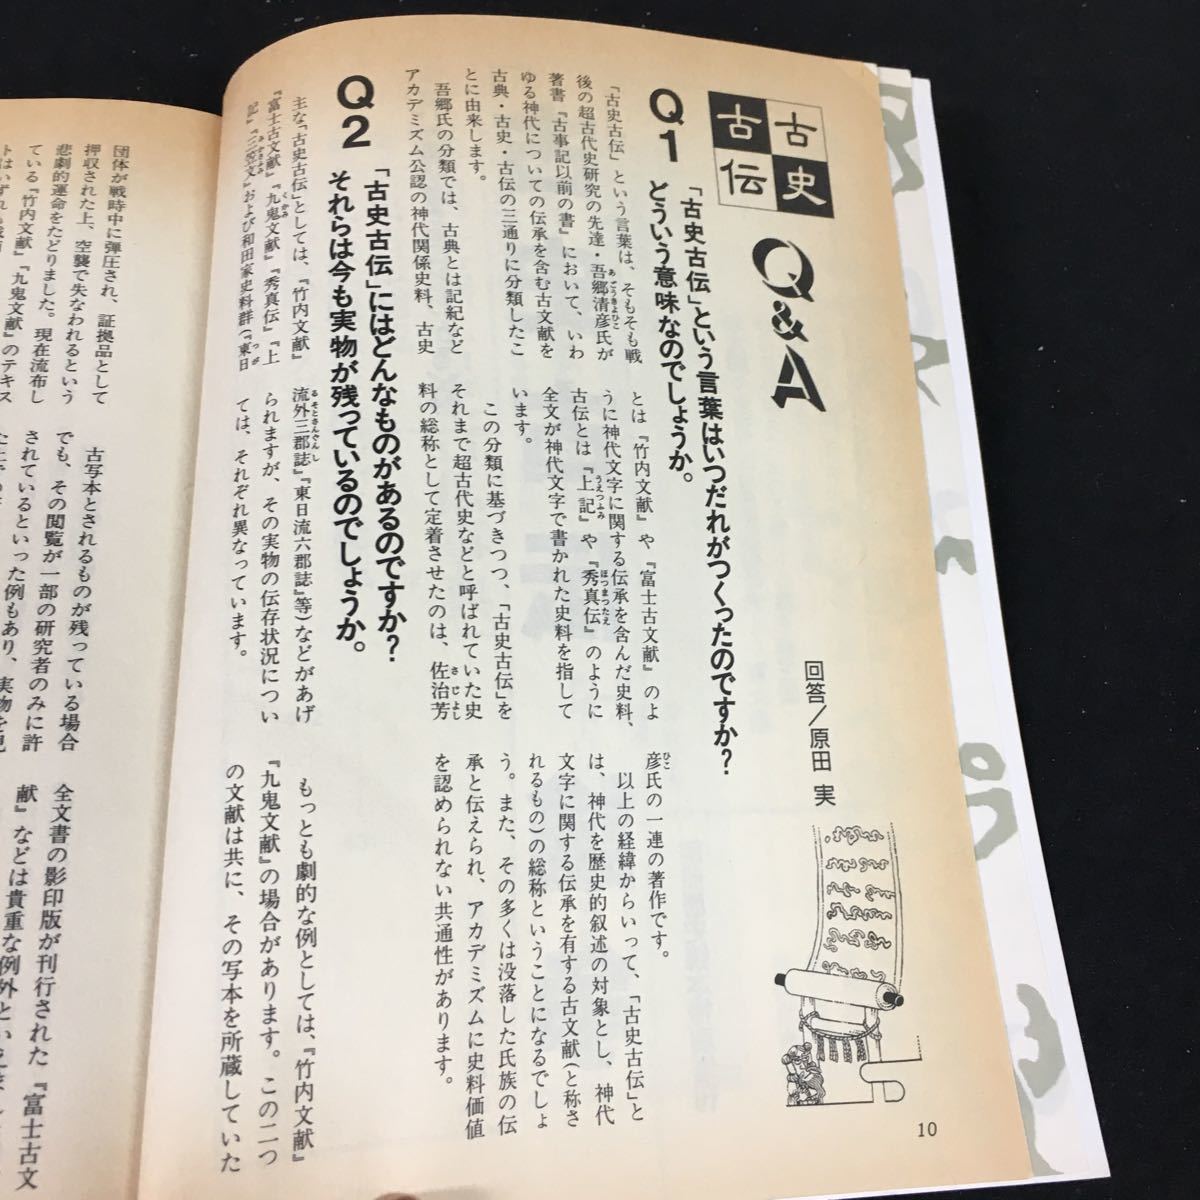 古史古伝
Q&A
回答/原田 実
Q1
「古史古伝」という言葉はいつだれがつくったのですか?
どういう意味なのでしょうか。
「古史古伝」という言葉は、そもそも戦
後の超古代史研究の先達・吾郷清彦氏が
著書『古事記以前の書』において、いわ
ゆる神代についての伝承を含む古文献を
古典・古史・古伝の三通りに分類したこ
とに由来します。
吾郷氏の分類では、古典とは記紀など
アカデミズム公認の神代関係史料、古史
とは『竹内文献』や『富士古文献』のよ
うに神代文字に関する伝承を含んだ史料、
古伝とは『上記』や『秀真伝』のように
全文が神代文字で書かれた史料を指して
います。
この分類に基づきつつ、「古史古伝」を
それまで超古代史などと呼ばれていた史
料の総称として定着させたのは、佐治芳
彦氏の一連の著作です。
以上の経緯からいって、「古史古伝」と
は、神代を歴史的叙述の対象とし、神代
文字に関する伝承を有する古文献(と称さ
れるもの)の総称ということになるでしょ
う。また、その多くは没落した氏族の伝
承と伝えられ、アカデミズムに史料価値
を認められない共通性があります。
Q2
「古史古伝」にはどんなものがあるのですか?
それらは今も実物が残っているのでしょうか。
主な「古史古伝」としては、『竹内文献』
『富士古文献』『九鬼文献』『秀真伝』『上
記』『三笠文』および和田家史料群(『東日
流外三郡誌』『東日流六郡誌』等)などがあげ
られますが、その実物の伝存状況につい
ては、それぞれ異なっています。
もっとも劇的な例としては、『竹内文献』
『九鬼文献』の場合があります。この二つ
の文献は共に、その写本を所蔵していた
10
団体が戦時中に弾圧され、証拠品として
押収された上、空襲で失なわれるという
悲劇的運命をたどりました。現在流布し
ている『竹内文献』『九鬼文献』のテキス
古写本とされるものが残っている場合
でも、その閲覧が一部の研究者のみに許
されているといった例もあり、実物を見
全文書の影印版が刊行された『富士古文
献』などは貴重な例外といえま